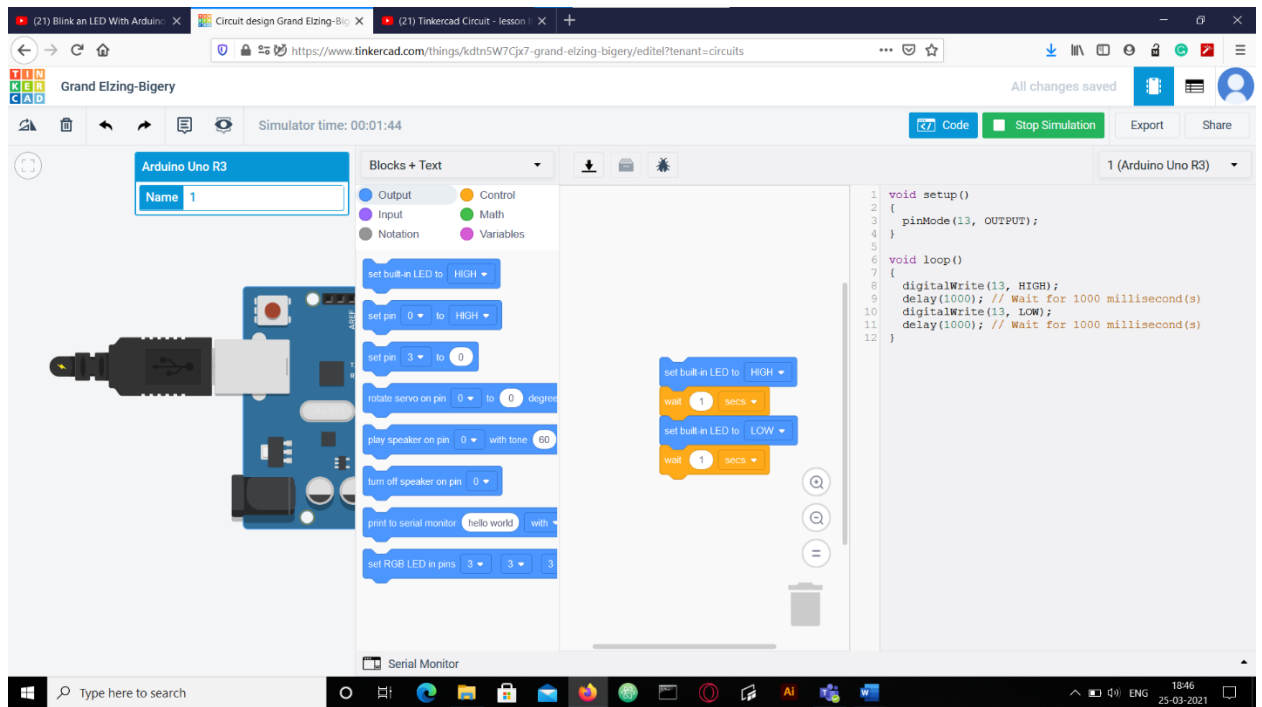 (21) Blink an LED With Arduino
Circuit design Grand Elzing-Big
(21) Tinkercad Circuit - lesson
https://www.tinkercad.com/things/kdtn5W7Cjx7-grand-elzing-bigery/editel?tenant=circuits
TIN
KER
CAD
Grand Elzing-Bigery
All changes saved
Simulator time: 00:01:44
Code
Stop Simulation
Export
Share
Arduino Uno R3
Name 1
Blocks + Text
1 (Arduino Uno R3)
Output
Control
Input
Math
Notation
Variables
set built-in LED to HIGH
set pin 0 to HIGH
set pin 3 to 0
rotate servo on pin 0 to 0 degree
play speaker on pin 0 with tone 60
turn off speaker on pin 0
print to serial monitor hello world with
set RGB LED in pins 3 3 3
AREF
set built-in LED to HIGH
wait 1 secs
set built-in LED to LOW
wait 1 secs
1 void setup()
2 {
3 pinMode(13, OUTPUT);
4 }
5
6 void loop()
7 {
8 digitalWrite(13, HIGH);
9 delay(1000); // Wait for 1000 millisecond(s)
10 digitalWrite(13, LOW);
11 delay(1000); // Wait for 1000 millisecond(s)
12 }
Serial Monitor
Type here to search
Ai
W
ENG
18:46
25-03-2021